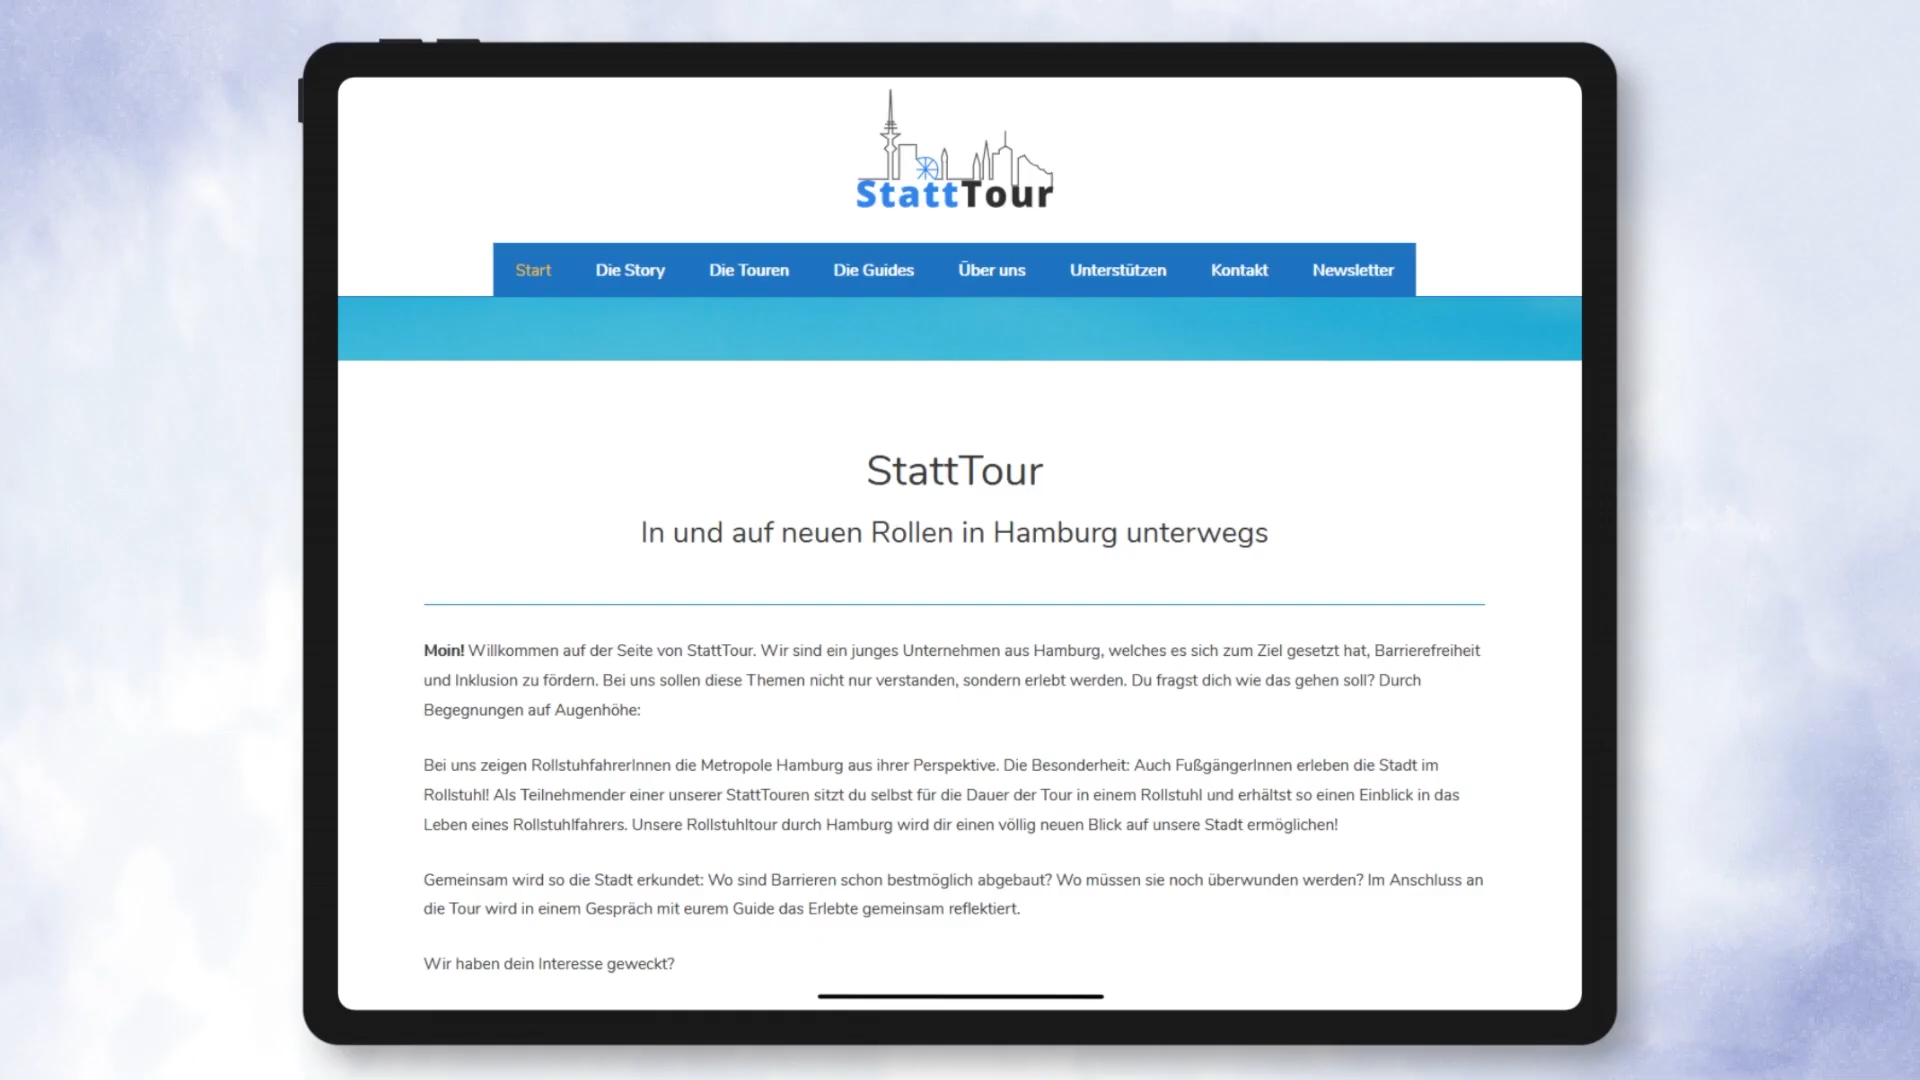 StattTour
Start Die Story Die Touren Die Guides Über uns Unterstützen Kontakt Newsletter
StattTour
In und auf neuen Rollen in Hamburg unterwegs
Moin! Willkommen auf der Seite von StattTour. Wir sind ein junges Unternehmen aus Hamburg, welches es sich zum Ziel gesetzt hat, Barrierefreiheit
und Inklusion zu fördern. Bei uns sollen diese Themen nicht nur verstanden, sondern erlebt werden. Du fragst dich wie das gehen soll? Durch
Begegnungen auf Augenhöhe:
Bei uns zeigen RollstuhfahrerInnen die Metropole Hamburg aus ihrer Perspektive. Die Besonderheit: Auch FußgängerInnen erleben die Stadt im
Rollstuhl! Als Teilnehmender einer unserer StattTouren sitzt du selbst für die Dauer der Tour in einem Rollstuhl und erhältst so einen Einblick in das
Leben eines Rollstuhlfahrers. Unsere Rollstuhltour durch Hamburg wird dir einen völlig neuen Blick auf unsere Stadt ermöglichen!
Gemeinsam wird so die Stadt erkundet: Wo sind Barrieren schon bestmöglich abgebaut? Wo müssen sie noch überwunden werden? Im Anschluss an
die Tour wird in einem Gespräch mit eurem Guide das Erlebte gemeinsam reflektiert.
Wir haben dein Interesse geweckt?